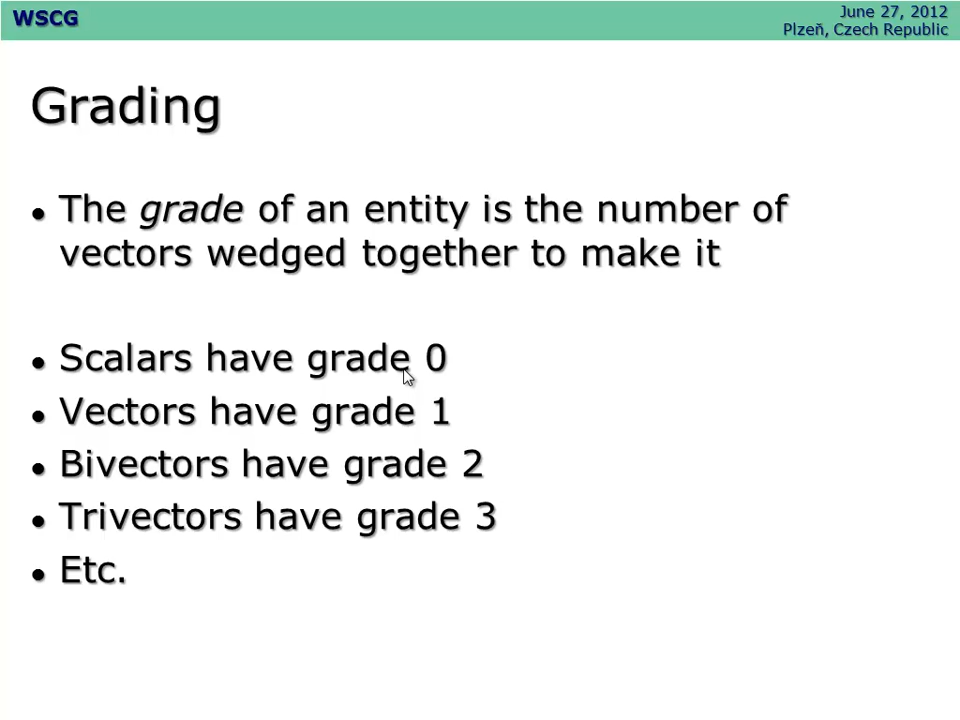 WSCG
June 27, 2012
Plzeň, Czech Republic
Grading
• The grade of an entity is the number of
vectors wedged together to make it
• Scalars have grade 0
• Vectors have grade 1
• Bivectors have grade 2
• Trivectors have grade 3
• Etc.